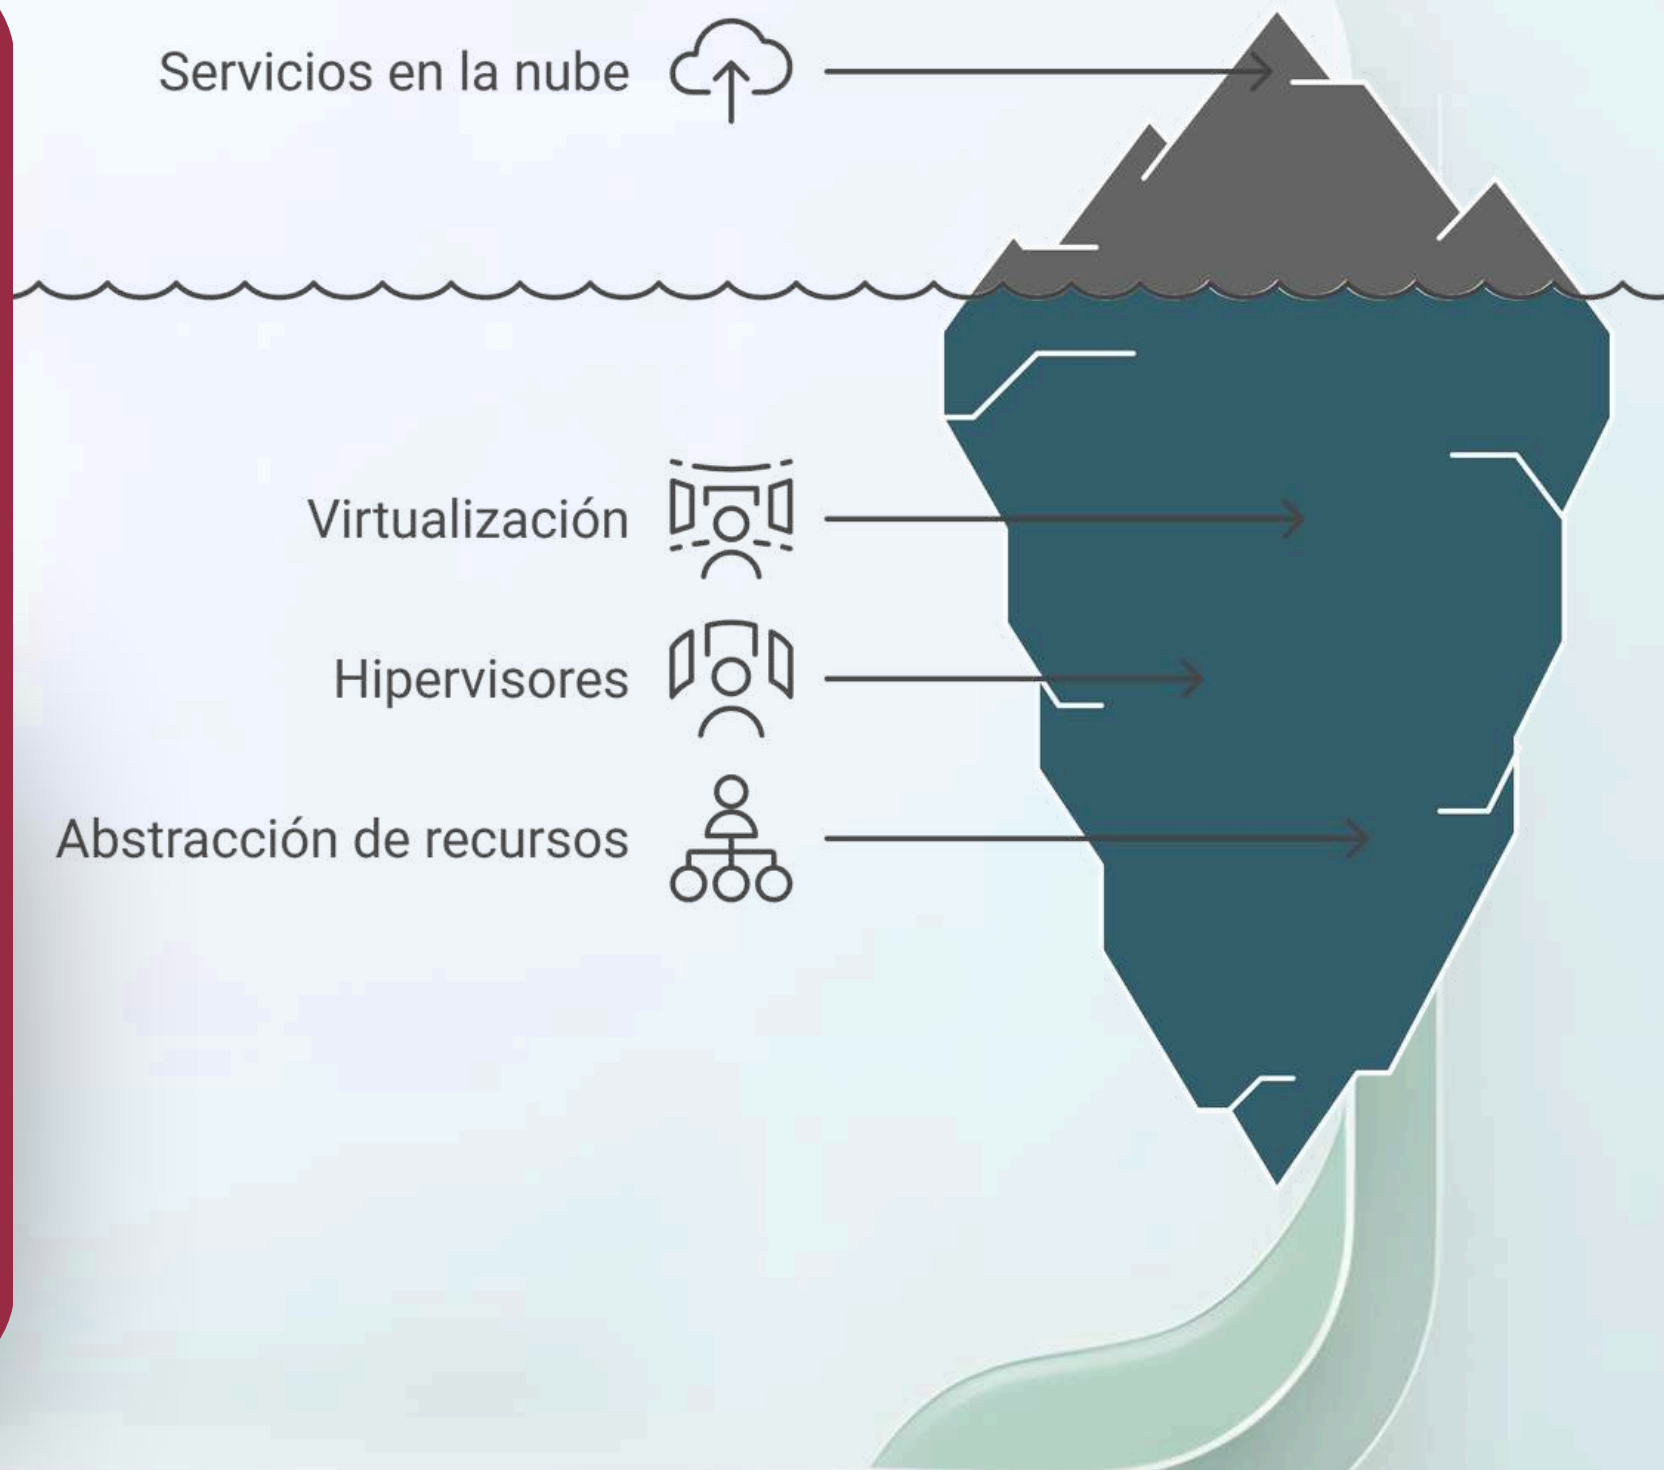 Servicios en la nube
Virtualización
Hipervisores
Abstracción de recursos